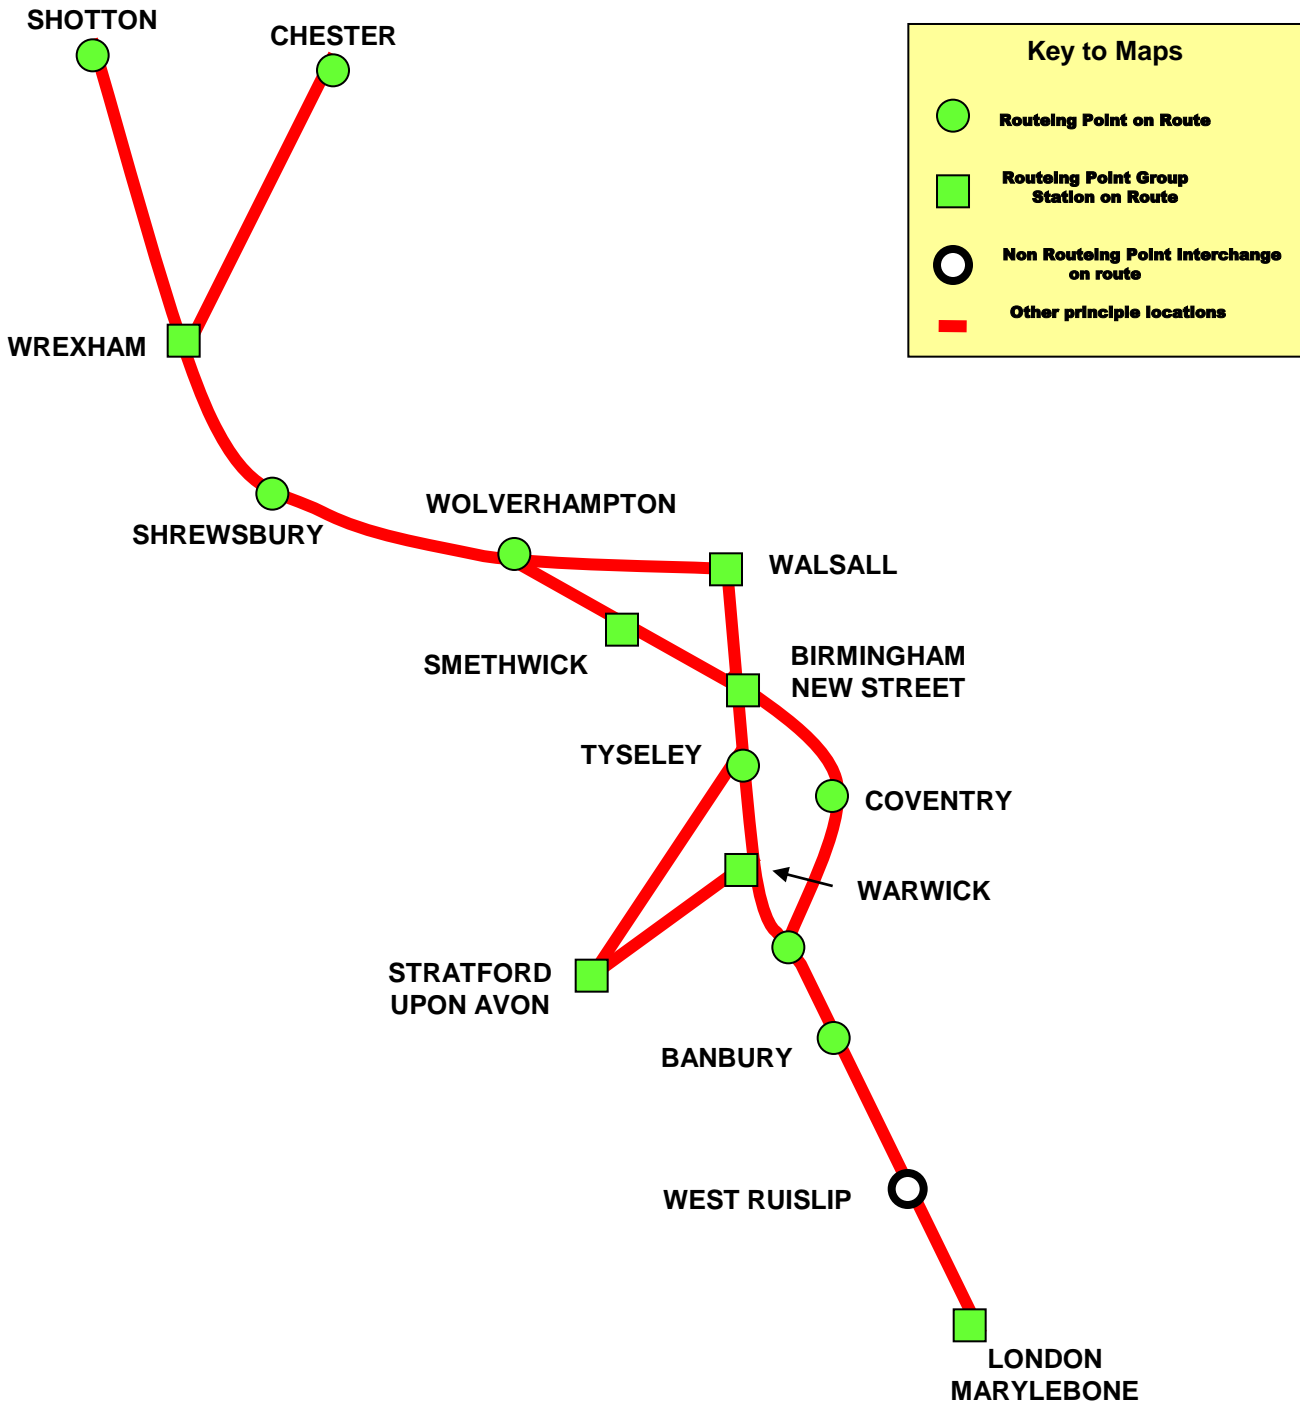 SHOTTON
CHESTER
Key to Maps
Routeing Point on Route
Routeing Point Group
Station on Route
Non Routeing Point Interchange
on route
Other principle locations
WREXHAM
SHREWSBURY
WOLVERHAMPTON
WALSALL
SMETHWICK
BIRMINGHAM
NEW STREET
TYSELEY
COVENTRY
WARWICK
STRATFORD
UPON AVON
BANBURY
WEST RUISLIP
LONDON
MARYLEBONE